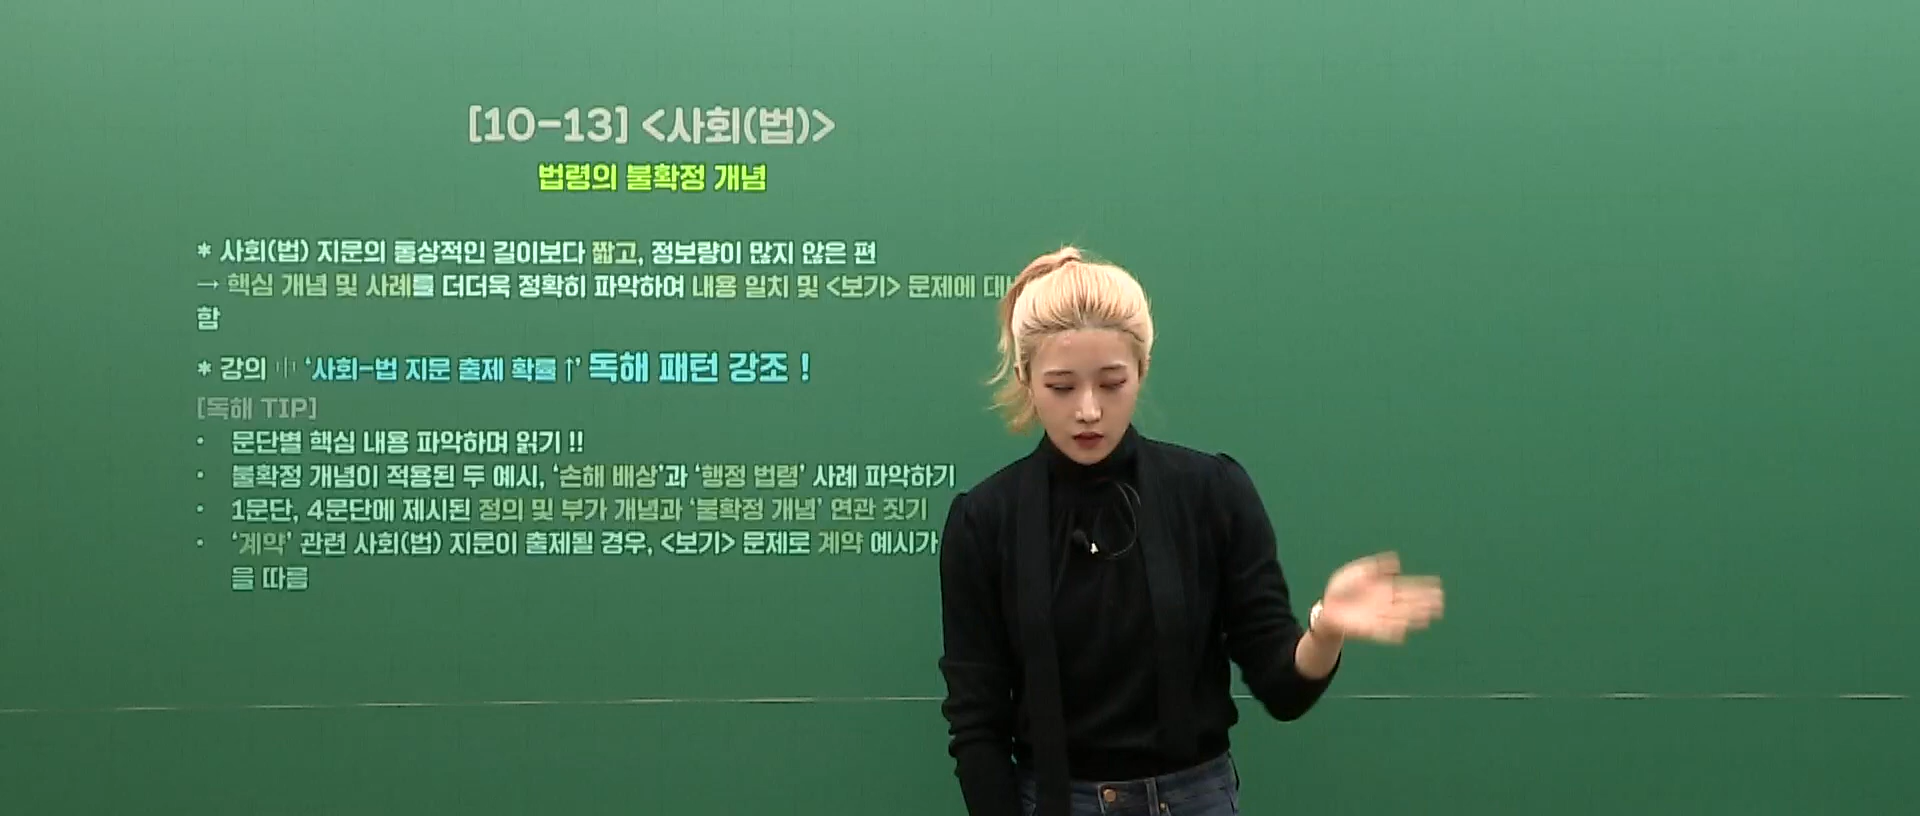 [10-13] <사회(법)>
법령의 불확정 개념
* 사회(법) 지문의 통상적인 길이보다 짧고, 정보량이 많지 않은 편
→ 핵심 개념 및 사례를 더더욱 정확히 파악하여 내용 일치 및 <보기> 문제에
함
* 강의 中 '사회-법 지문 출제 확률↑' 독해 패턴 강조 !
[독해 TIP]
• 문단별 핵심 내용 파악하며 읽기 !!
• 불확정 개념이 적용된 두 예시, '손해 배상'과 '행정 법령' 사례 파악하기
• 1문단, 4문단에 제시된 정의 및 부가 개념과 '불확정 개념' 연관 짓기
• '계약' 관련 사회(법) 지문이 출제될 경우, <보기> 문제로 계약 예시가
을 따름